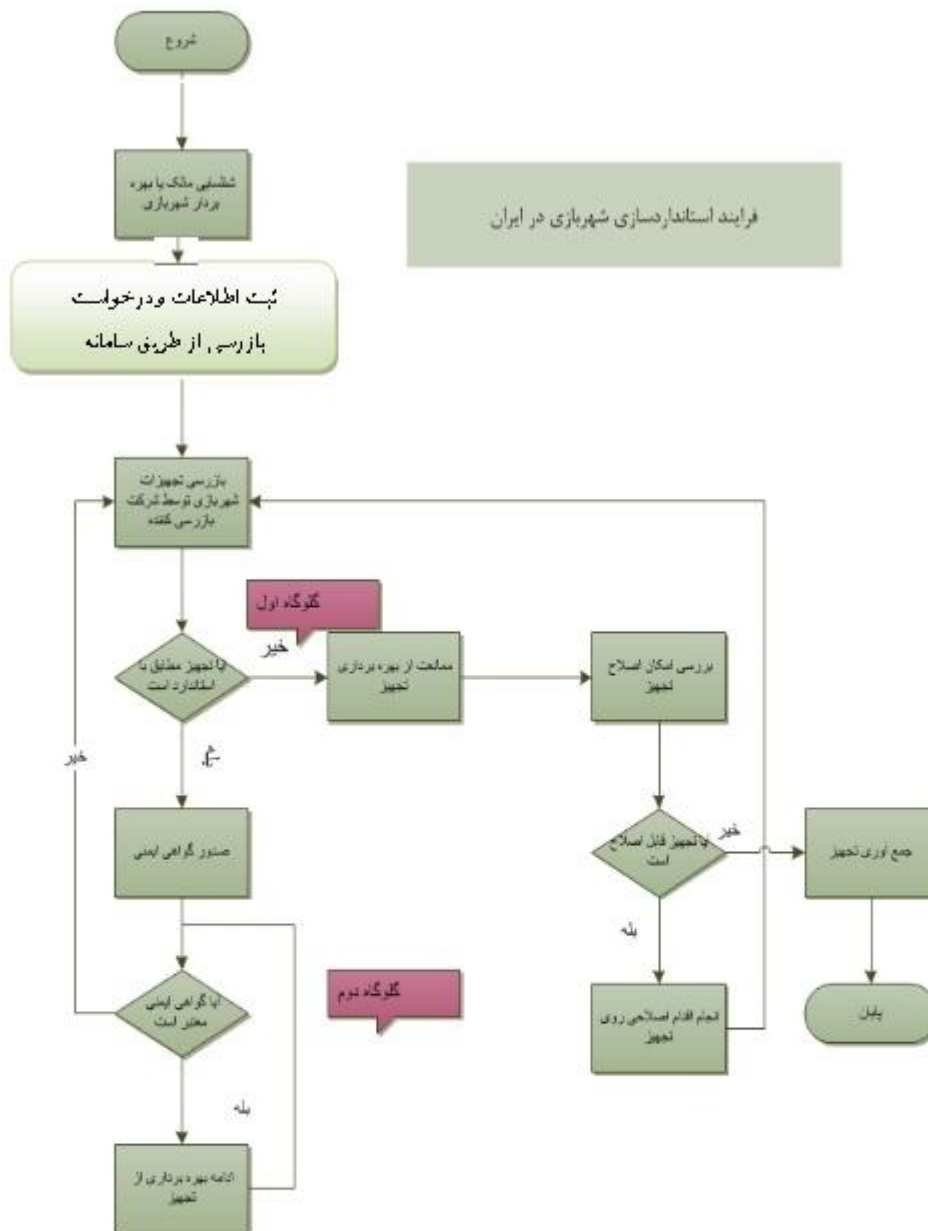 شروع
شناسایی مالک یا بهره
بردار شهربازی
فرایند استانداردسازی شهربازی در ایران
ثبت اطلاعات ودرخواست
بازرسی از طریق سامانه
بازرسی تجهیزات
شهربازی توسط شرکت
بازرسی کننده
گلوگاه اول
خیر
آیا تجهیز مطابق با
استاندارد است
ممانعت از بهره برداری
تجهیز
بررسی امکان اصلاح
تجهیز
خیر
بله
صدور گواهی ایمنی
آیا تجهیز قابل اصلاح
است
خیر
جمع آوری تجهیز
بله
آیا گواهی ایمنی
معتبر است
گلوگاه دوم
انجام اقدام اصلاحی روی
تجهیز
پایان
بله
ادامه بهره برداری از
تجهیز